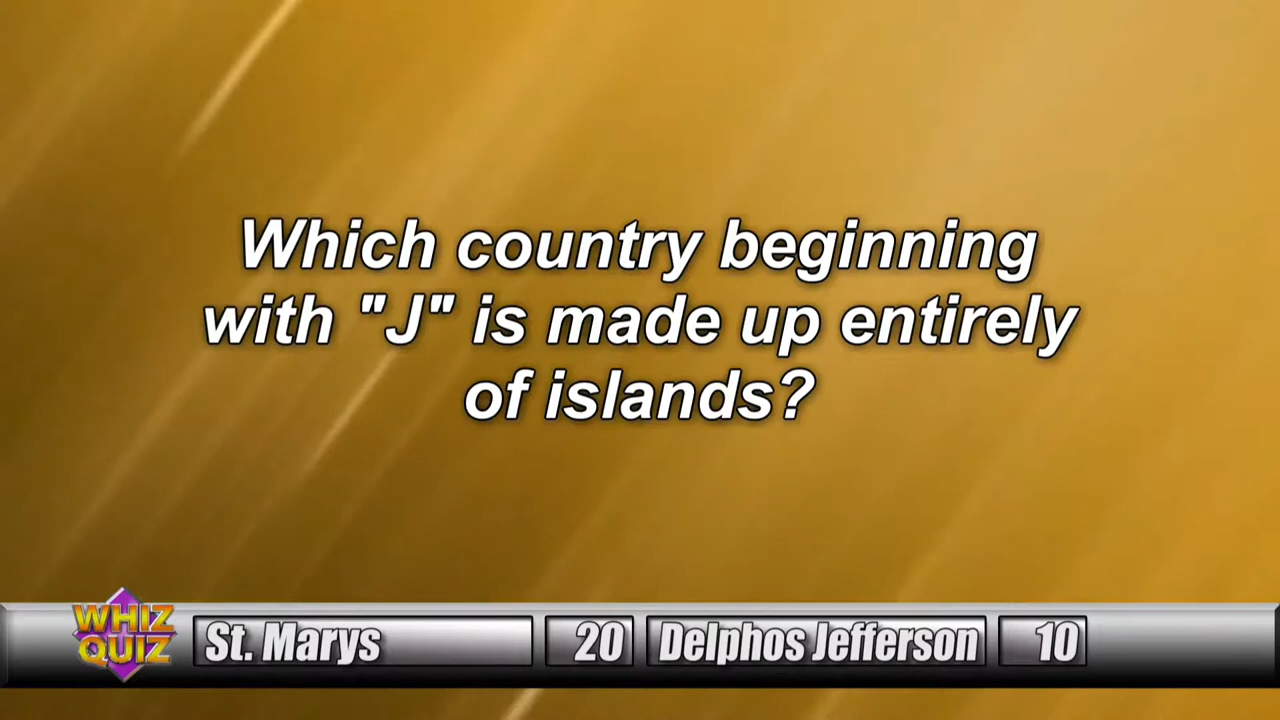 Which country beginning
with "J" is made up entirely
of islands?
WHIZ
QUIZ
St. Marys 20 Delphos Jefferson 10